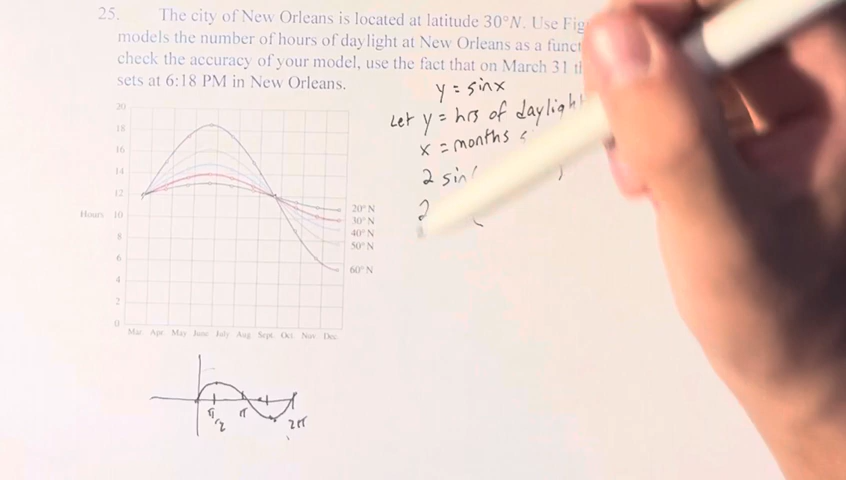 25. The city of New Orleans is located at latitude 30°N. Use
models the number of hours of daylight at New Orleans as a
check the accuracy of your model, use the fact that on March 31
sets at 6:18 PM in New Orleans.
y = sinx
Let y = hrs of daylight
x = months
2 sin(
2
20
18
16
14
12
Hours 10
8
6
4
2
0
20° N
30° N
40° N
50° N
60° N
Mar. Apr. May June July Aug Sept. Oct. Nov. Dec.
π/2 π 2π